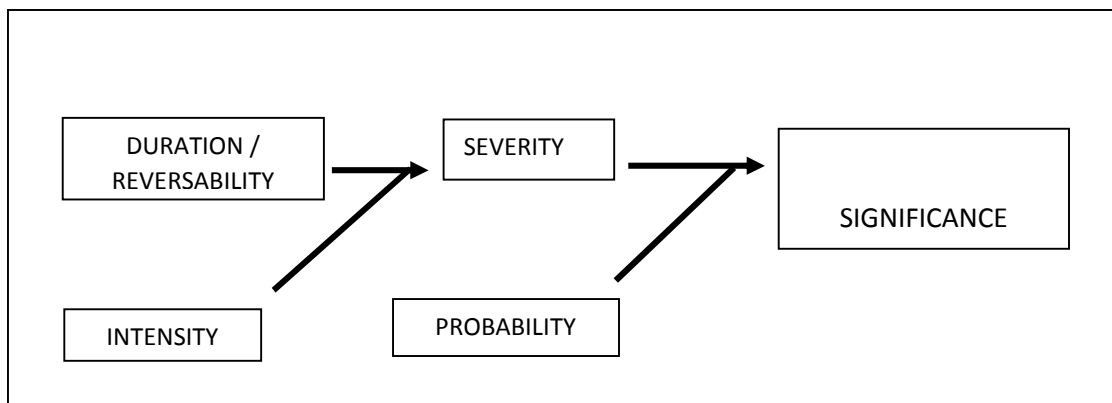 DURATION /
REVERSABILITY
SEVERITY
SIGNIFICANCE
INTENSITY
PROBABILITY